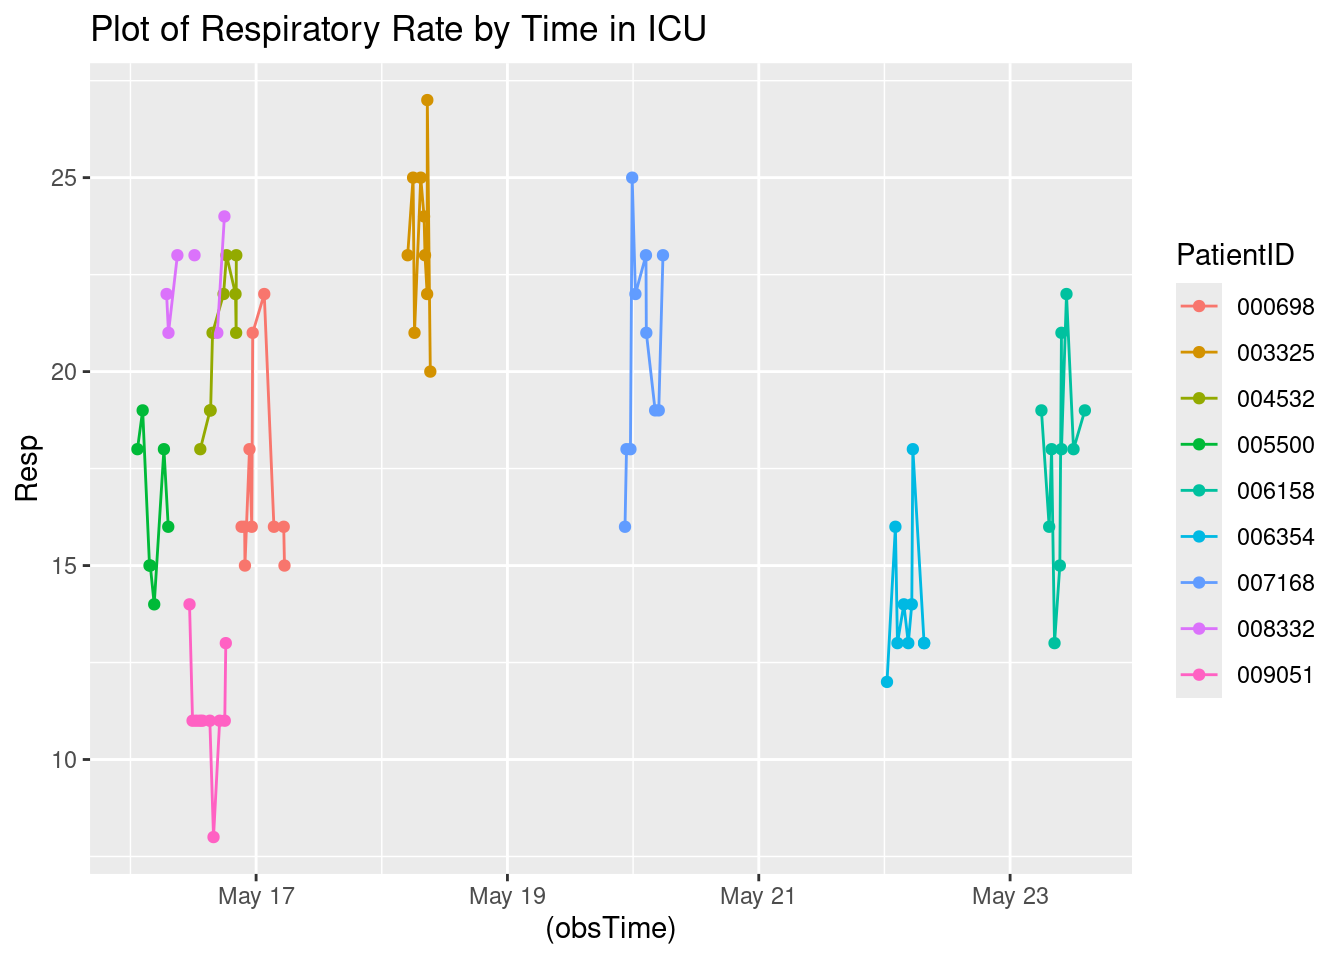 Plot of Respiratory Rate by Time in ICU
Resp
25
20
15
10
May 17
May 19
May 21
May 23
(obsTime)
PatientID
000698
003325
004532
005500
006158
006354
007168
008332
009051